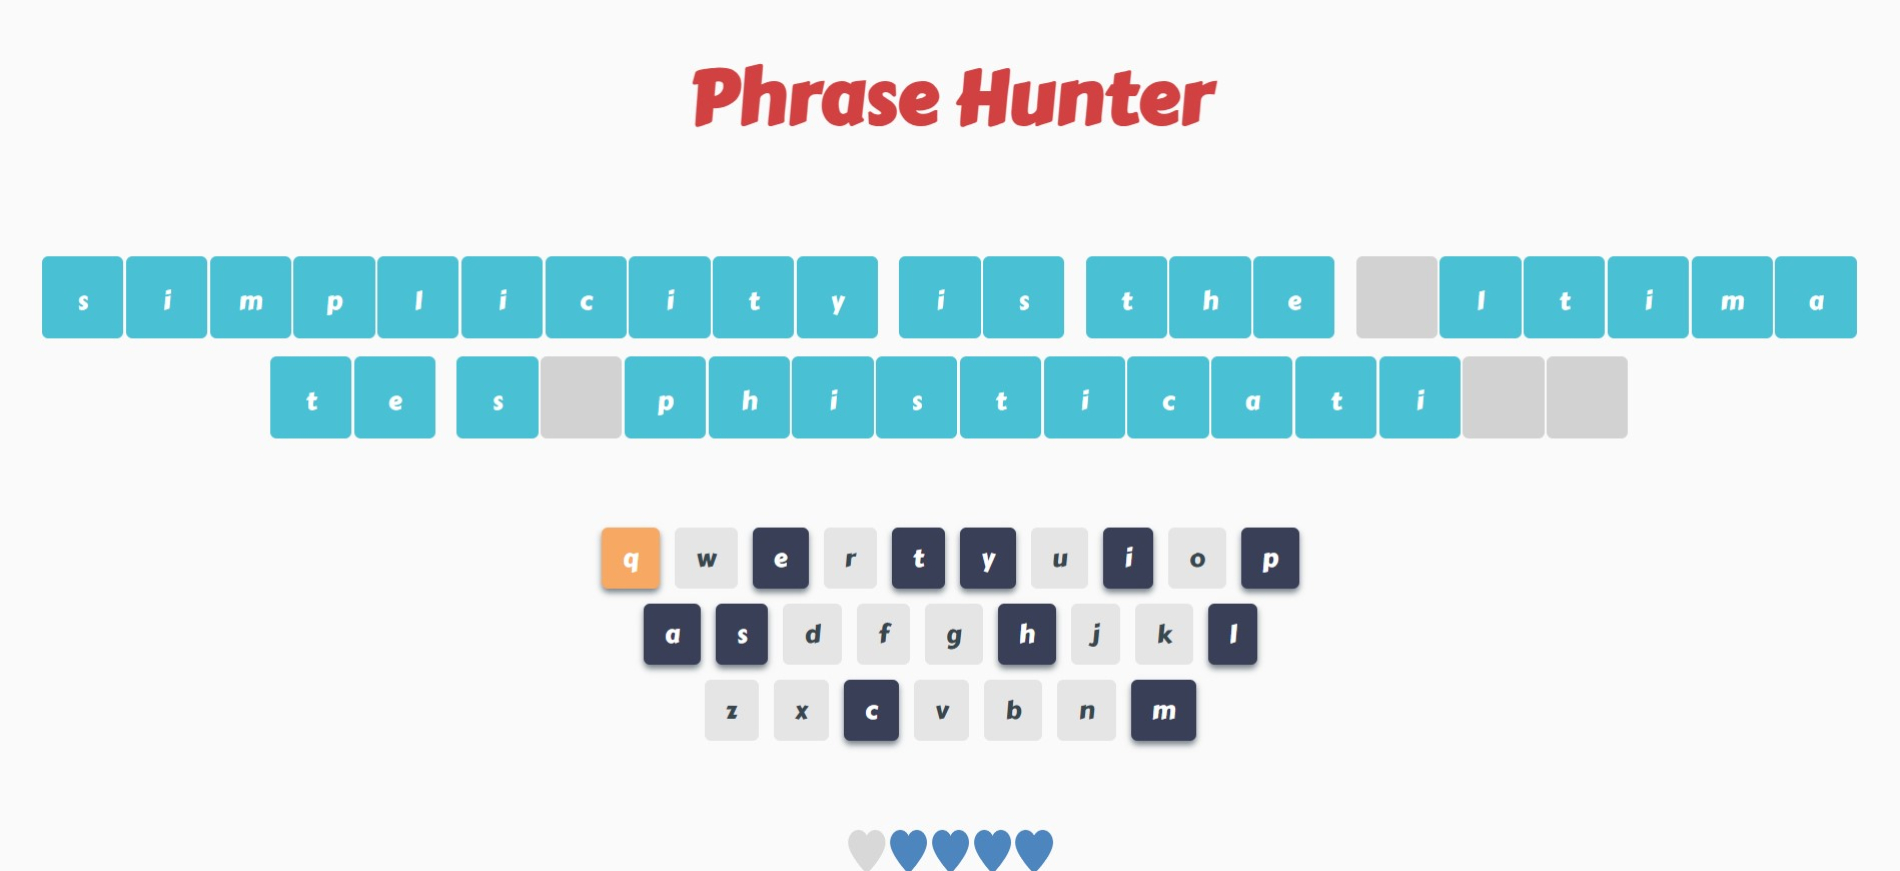 Phrase Hunter
simplicity is the ltima
te s phisticati
q w e r t y u i o p
a s d f g h j k l
z x c v b n m